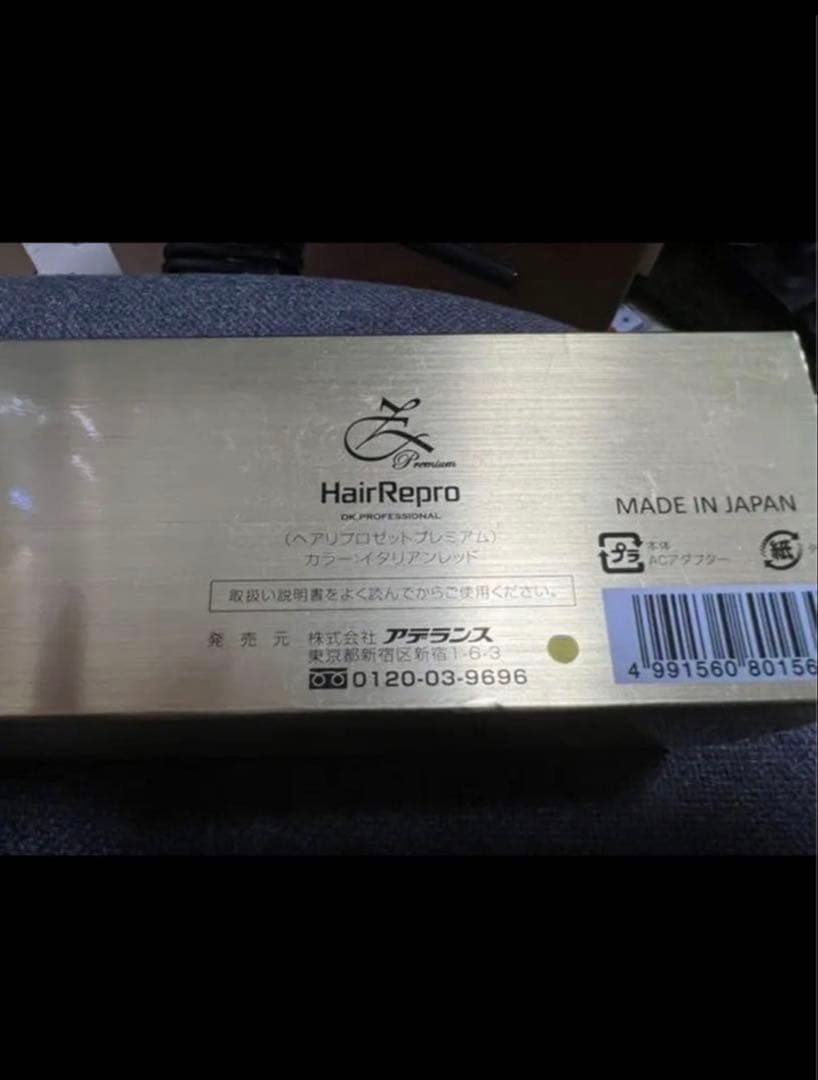 Z
Premium
HairRepro
DK.PROFESSIONAL
(ヘアリプロゼットプレミアム)
カラー:イタリアンレッド
取扱い説明書をよく読んでからご使用ください。
発売元 株式会社 アデランス
東京都新宿区新宿1-6-3
0120-03-9696
MADE IN JAPAN
プラ
本体
ACアダプター
紙
4 991560 80156